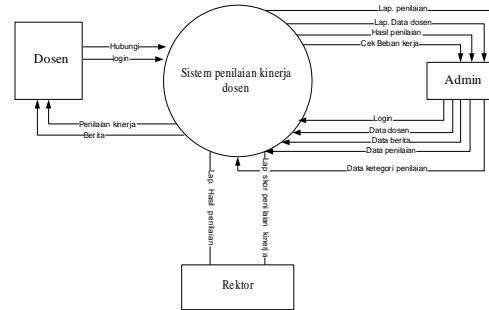 Lap. penilaian
Lap. Data dosen
Hasil penilaian
Cek Beban kerja
Hubungi
login
Dosen
Sistem penilaian kinerja
dosen
Admin
Penilaian kinerja
Berita
Login
Data dosen
Data berita
Data penilaian
Data ketegori penilaian
Lap. Hasil penilaian
Lap. skor penilaian kinerja
Rektor